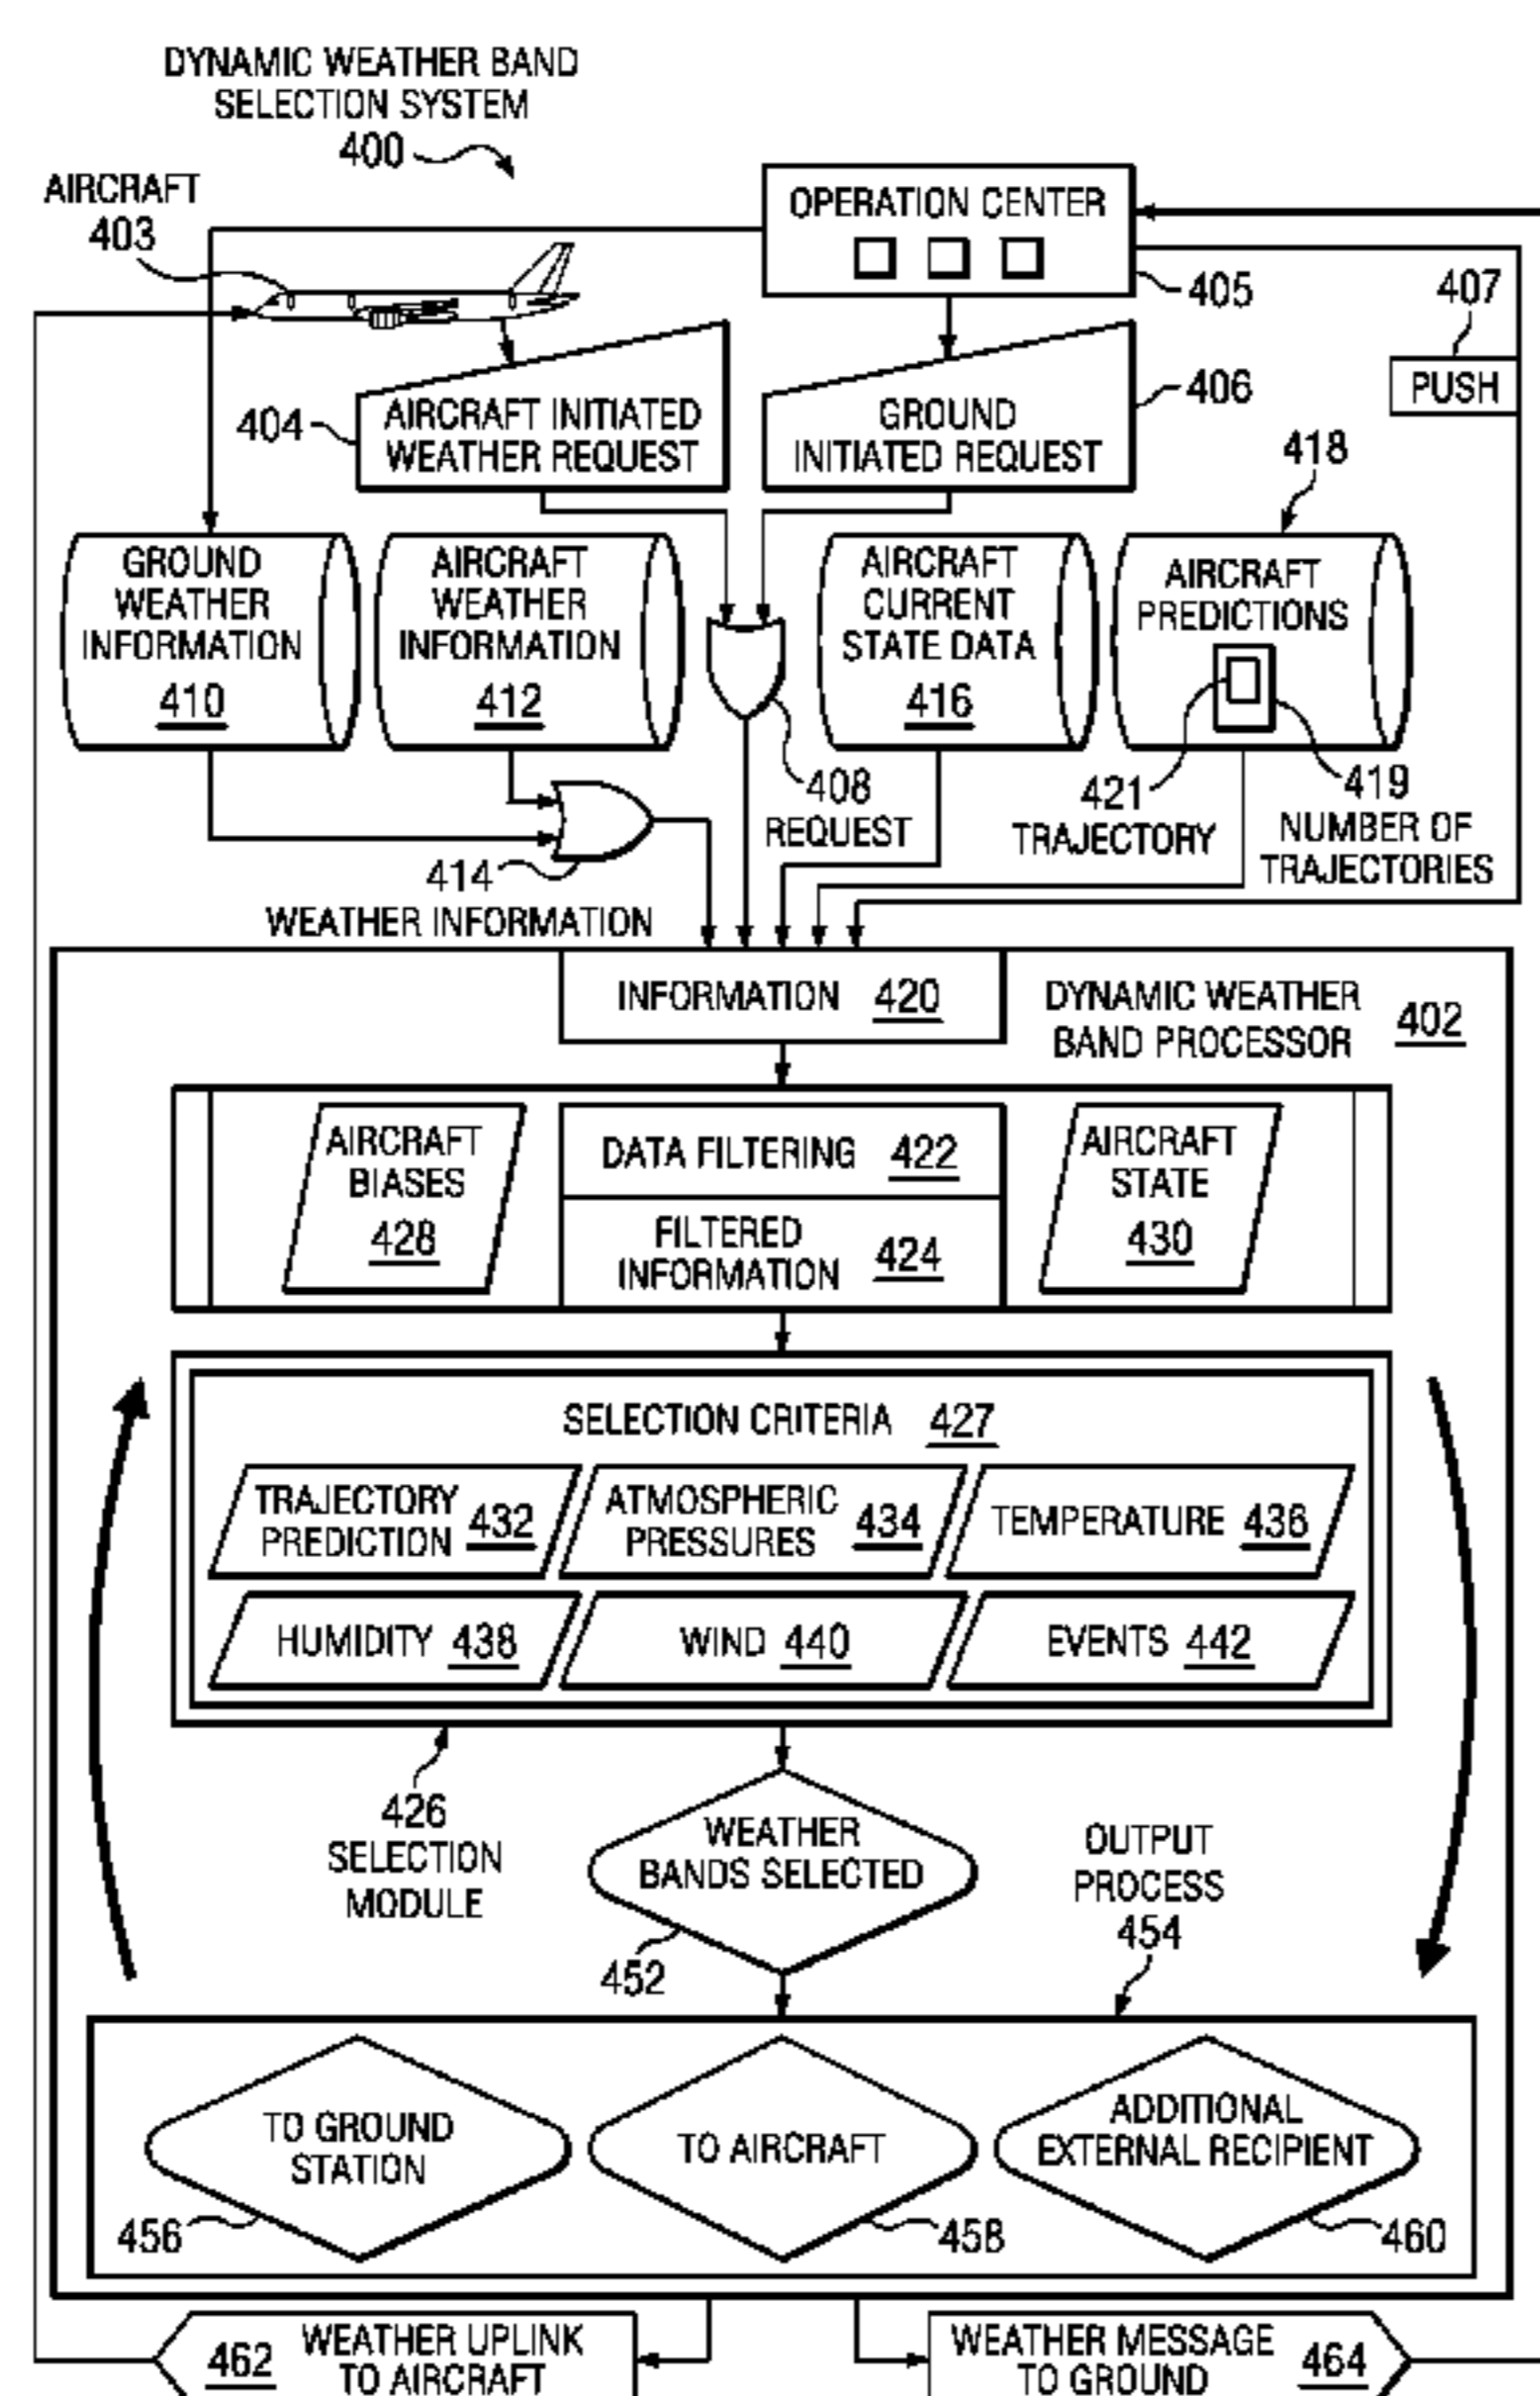 DYNAMIC WEATHER BAND
SELECTION SYSTEM
400
AIRCRAFT
403
OPERATION CENTER
405
407
PUSH
404
AIRCRAFT INITIATED
WEATHER REQUEST
GROUND
INITIATED REQUEST
406
418
GROUND
WEATHER
INFORMATION
410
AIRCRAFT
WEATHER
INFORMATION
412
AIRCRAFT
CURRENT
STATE DATA
416
AIRCRAFT
PREDICTIONS
408
REQUEST
421
TRAJECTORY
419
NUMBER OF
TRAJECTORIES
414
WEATHER INFORMATION
INFORMATION 420
DYNAMIC WEATHER
BAND PROCESSOR 402
AIRCRAFT
BIASES
428
DATA FILTERING 422
FILTERED
INFORMATION 424
AIRCRAFT
STATE
430
SELECTION CRITERIA 427
TRAJECTORY
PREDICTION 432
ATMOSPHERIC
PRESSURES 434
TEMPERATURE 436
HUMIDITY 438
WIND 440
EVENTS 442
426
SELECTION
MODULE
WEATHER
BANDS SELECTED
452
OUTPUT
PROCESS
454
TO GROUND
STATION
456
TO AIRCRAFT
458
ADDITIONAL
EXTERNAL RECIPIENT
460
462 WEATHER UPLINK
TO AIRCRAFT
WEATHER MESSAGE
TO GROUND 464